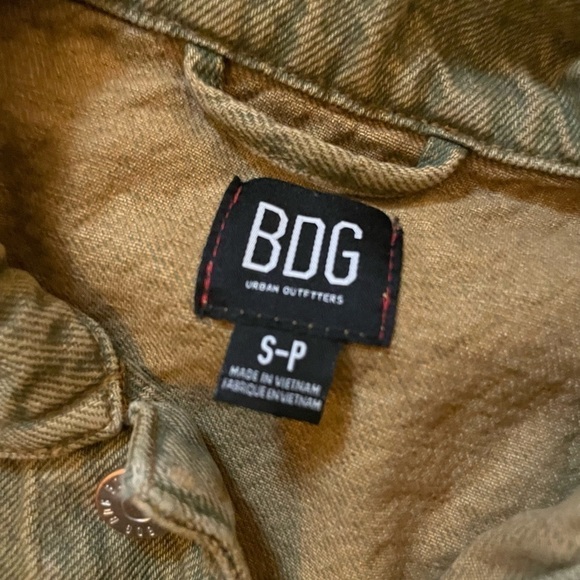 BDG
URBAN OUTFITTERS
S-P
MADE IN VIETNAM
FABRIQUE EN VIETNAM